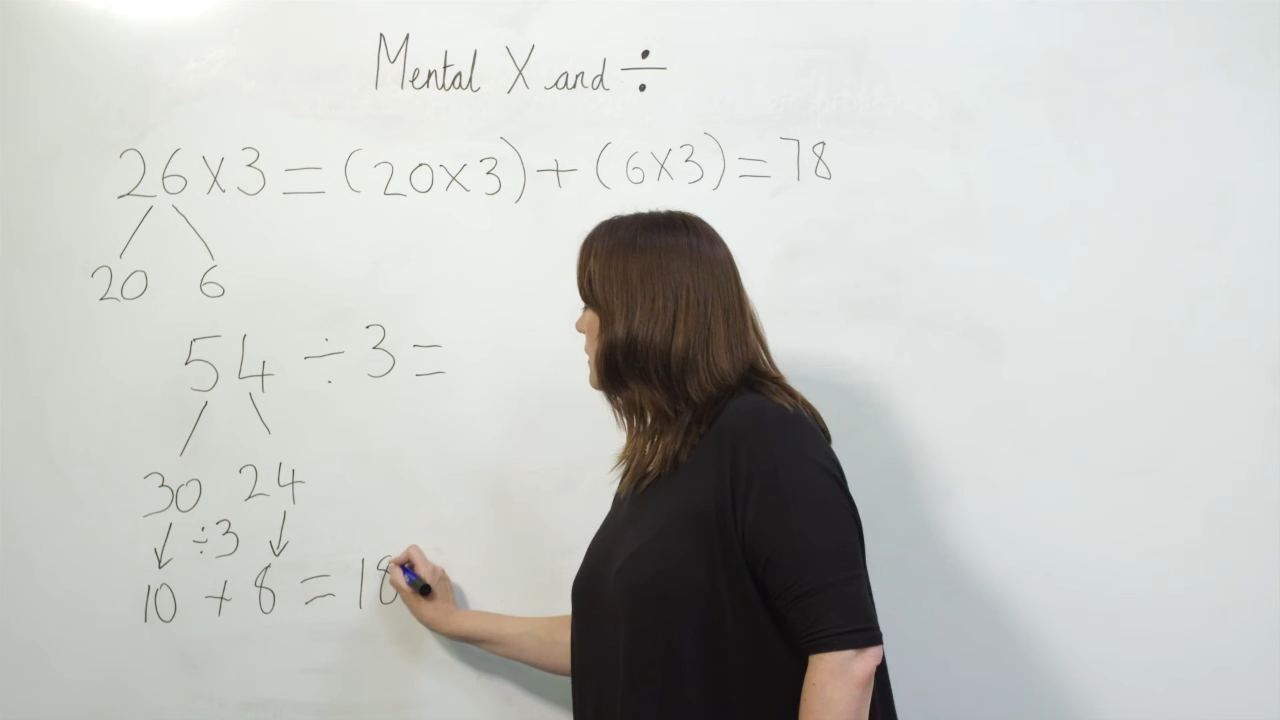 Mental X and ÷
26 X 3 = (20 X 3) + (6 X 3) = 78
20 6
54 ÷ 3 =
30 24
÷3
10 + 8 = 18